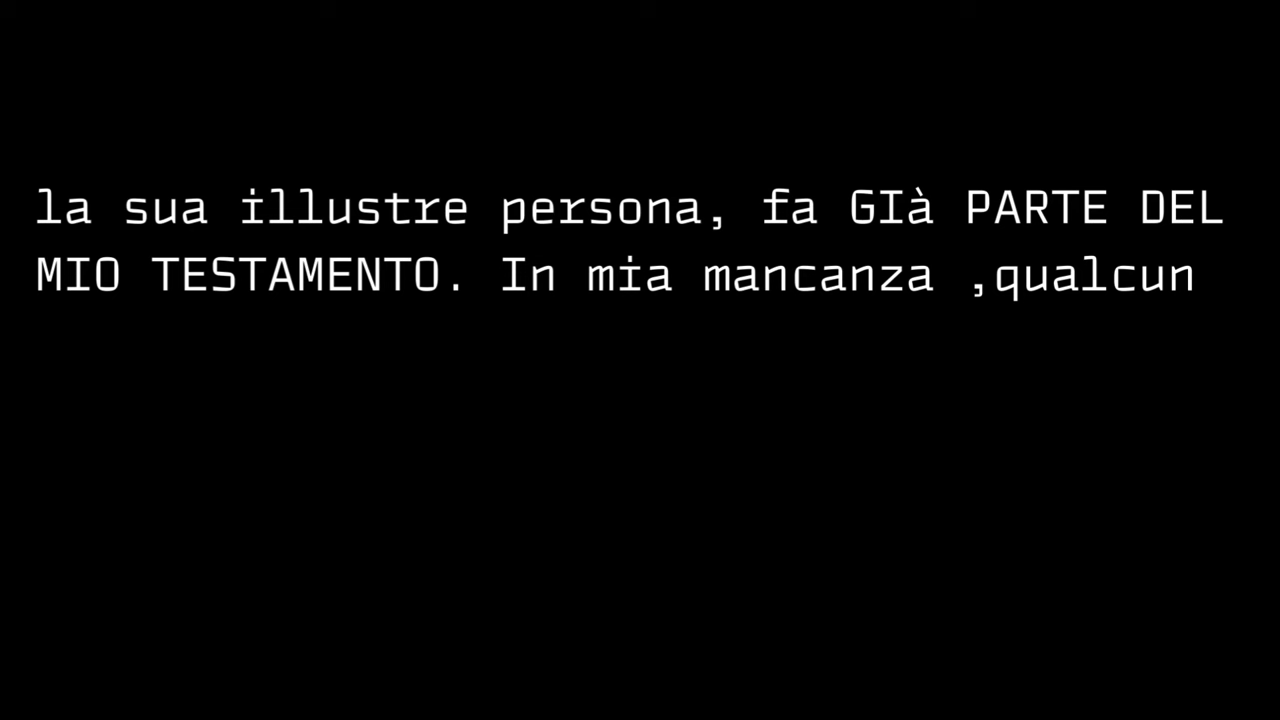 la sua illustre persona, fa GIà PARTE DEL
MIO TESTAMENTO. In mia mancanza ,qualcun